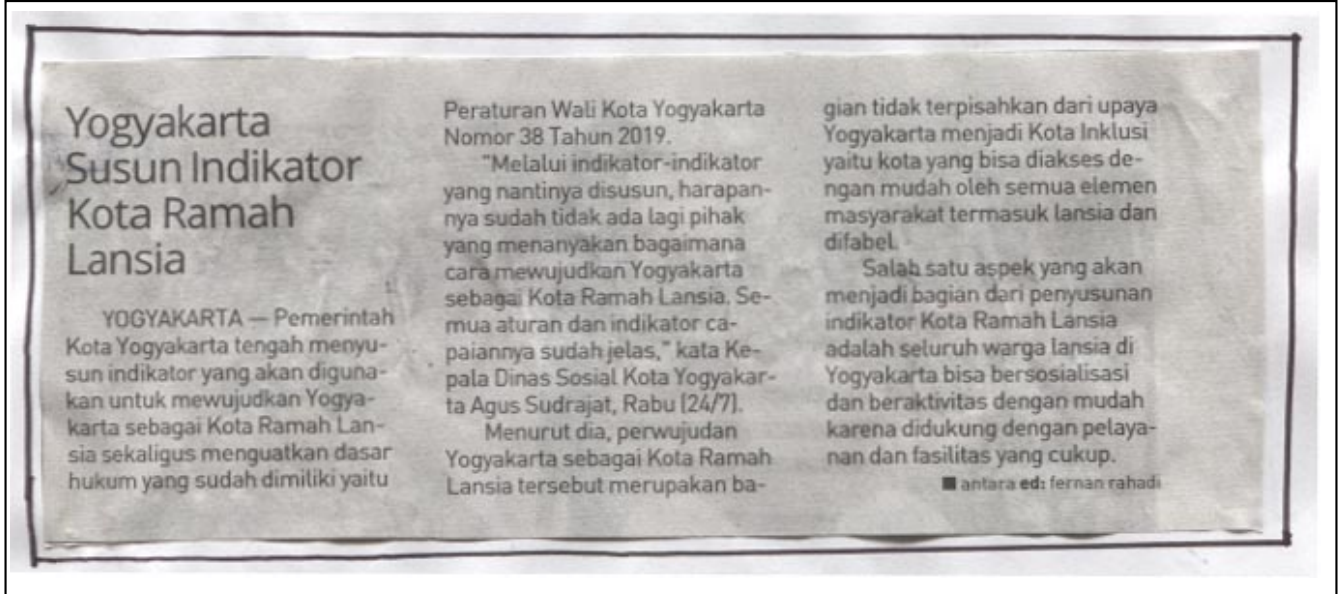 Yogyakarta
Susun Indikator
Kota Ramah
Lansia
YOGYAKARTA — Pemerintah
Kota Yogyakarta tengah menyu-
sun indikator yang akan diguna-
kan untuk mewujudkan Yogya-
karta sebagai Kota Ramah Lan-
sia sekaligus menguatkan dasar
hukum yang sudah dimiliki yaitu
Peraturan Wali Kota Yogyakarta
Nomor 38 Tahun 2019.
"Melalui indikator-indikator
yang nantinya disusun, harapan-
nya sudah tidak ada lagi pihak
yang menanyakan bagaimana
cara mewujudkan Yogyakarta
sebagai Kota Ramah Lansia. Se-
mua aturan dan indikator ca-
paiannya sudah jelas," kata Ke-
pala Dinas Sosial Kota Yogyakar-
ta Agus Sudrajat, Rabu (24/7).
Menurut dia, perwujudan
Yogyakarta sebagai Kota Ramah
Lansia tersebut merupakan ba-
gian tidak terpisahkan dari upaya
Yogyakarta menjadi Kota Inklusi
yaitu kota yang bisa diakses de-
ngan mudah oleh semua elemen
masyarakat termasuk lansia dan
difabel.
Salah satu aspek yang akan
menjadi bagian dari penyusunan
indikator Kota Ramah Lansia
adalah seluruh warga lansia di
Yogyakarta bisa bersosialisasi
dan beraktivitas dengan mudah
karena didukung dengan pelaya-
nan dan fasilitas yang cukup.
■ antara ed: fernan rahadi